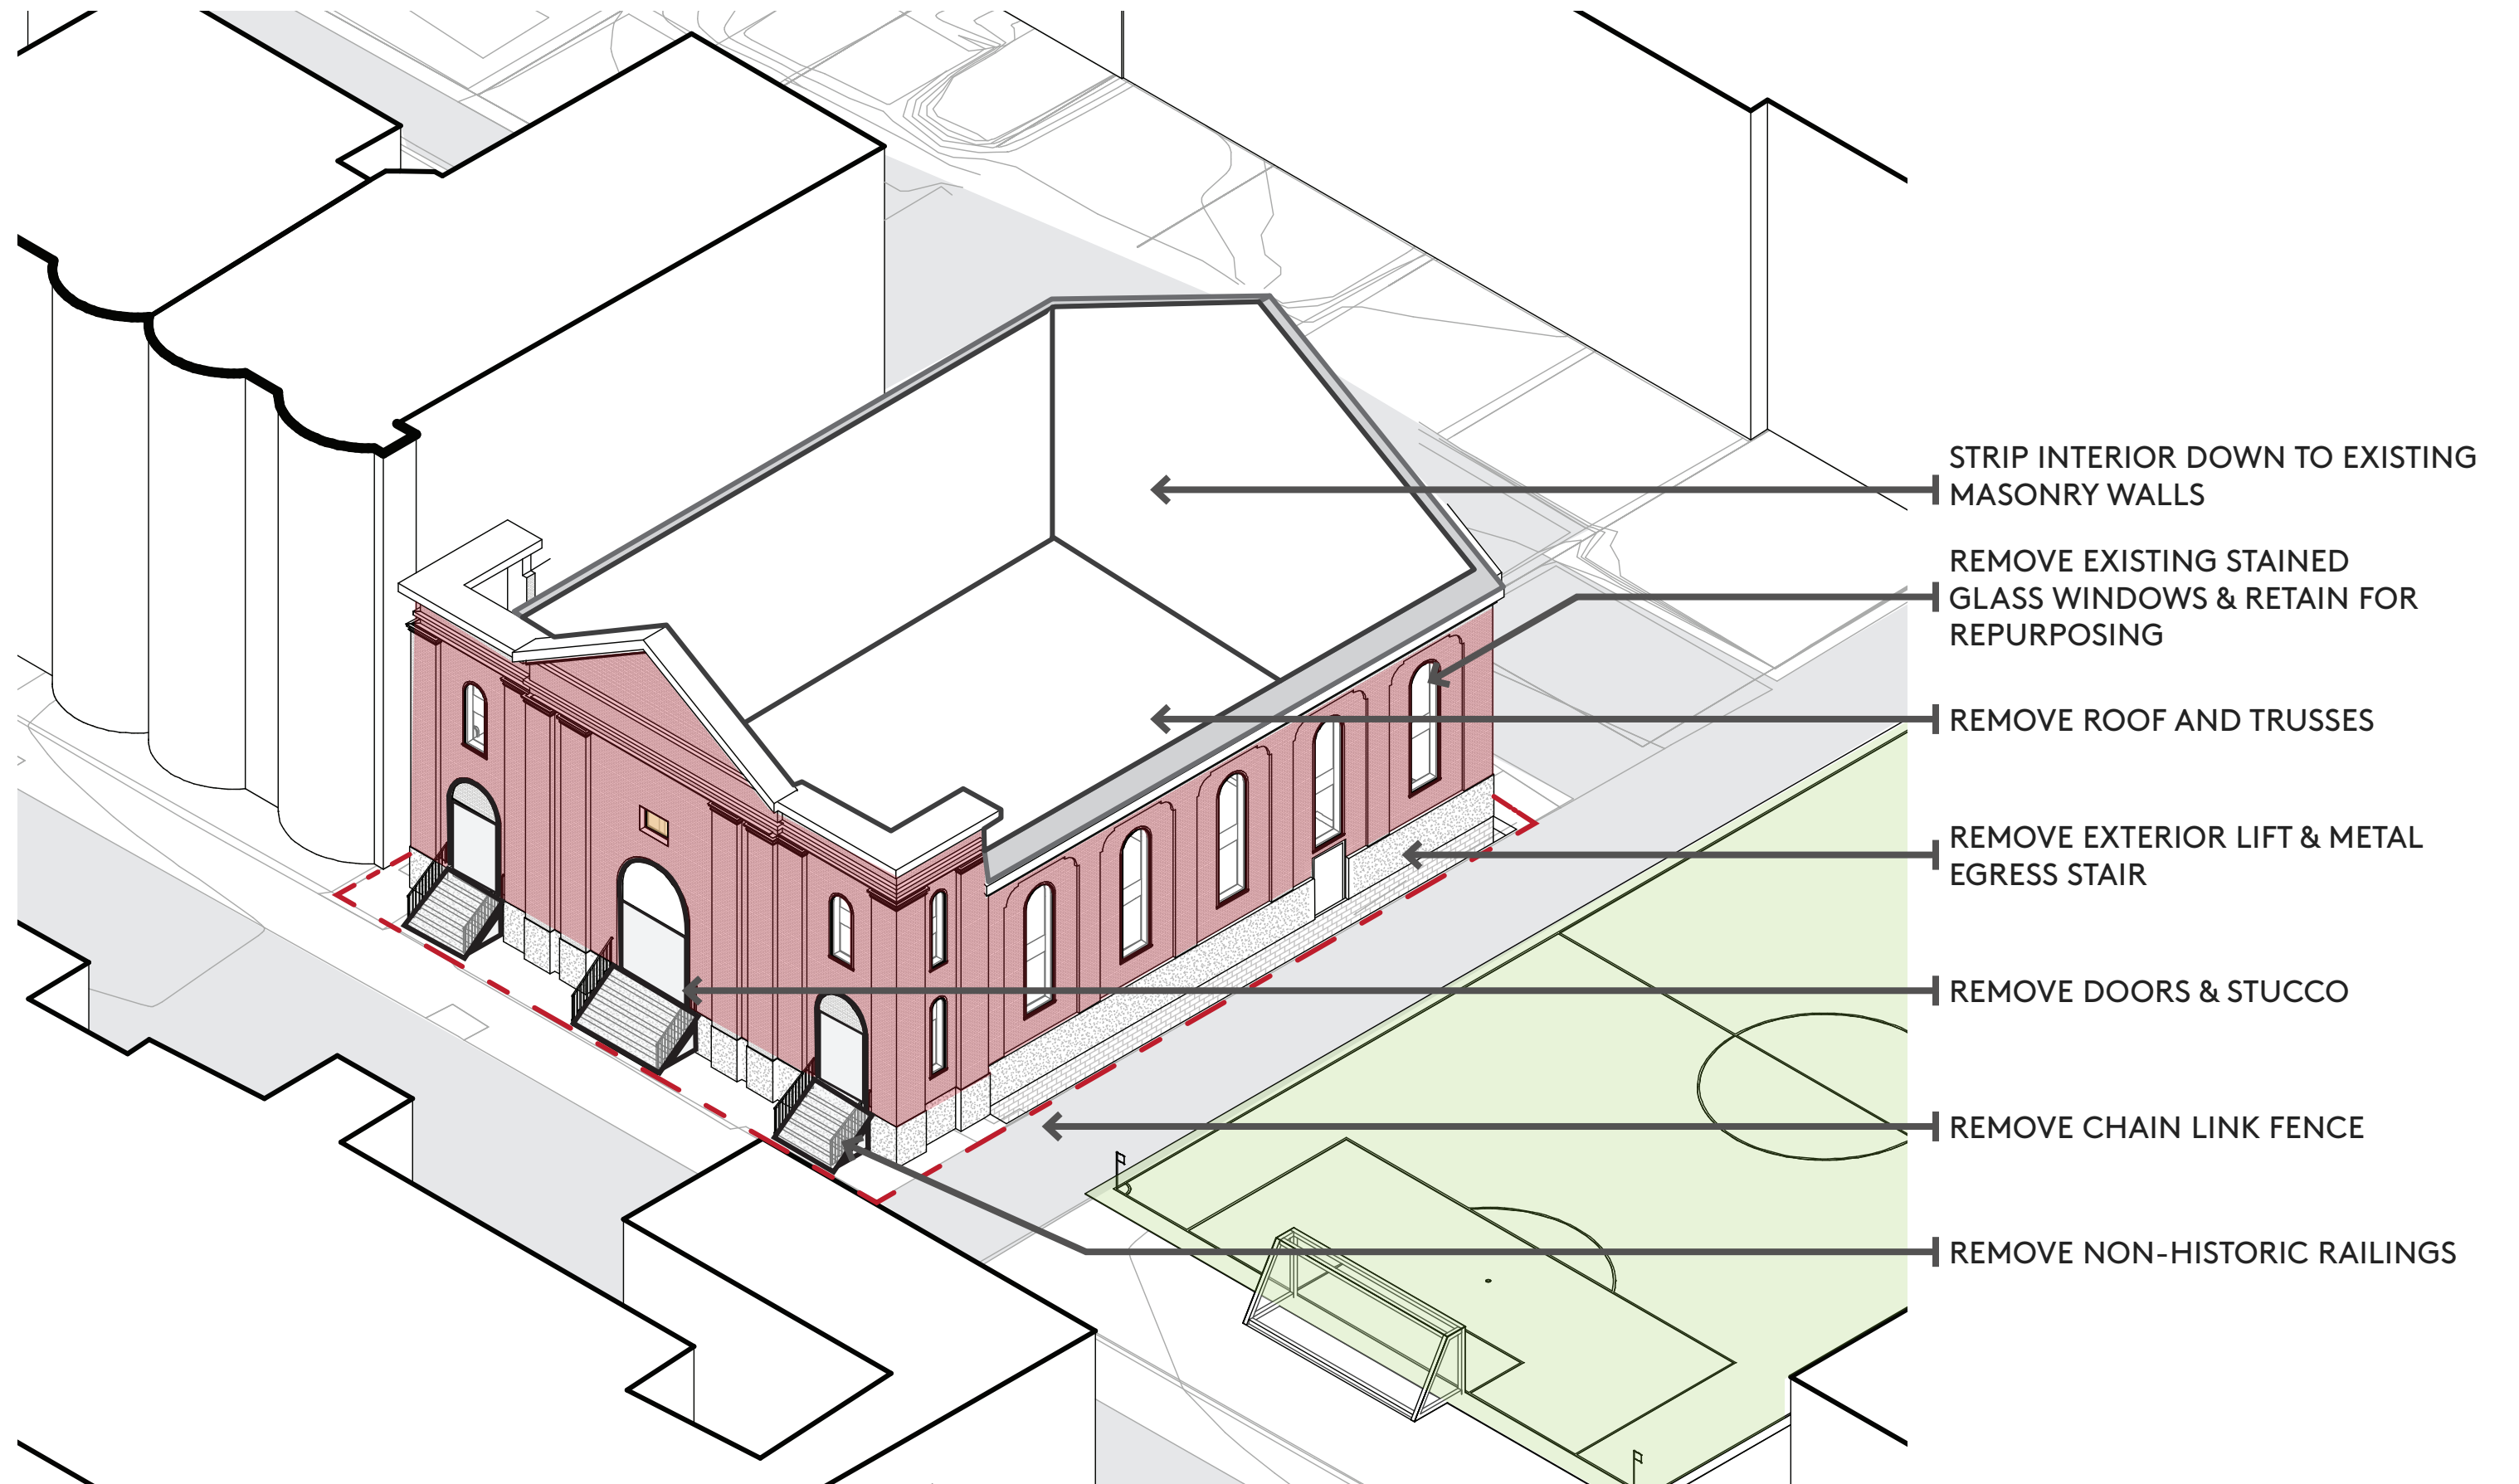 STRIP INTERIOR DOWN TO EXISTING
MASONRY WALLS
REMOVE EXISTING STAINED
GLASS WINDOWS & RETAIN FOR
REPURPOSING
REMOVE ROOF AND TRUSSES
REMOVE EXTERIOR LIFT & METAL
EGRESS STAIR
REMOVE DOORS & STUCCO
REMOVE CHAIN LINK FENCE
REMOVE NON-HISTORIC RAILINGS